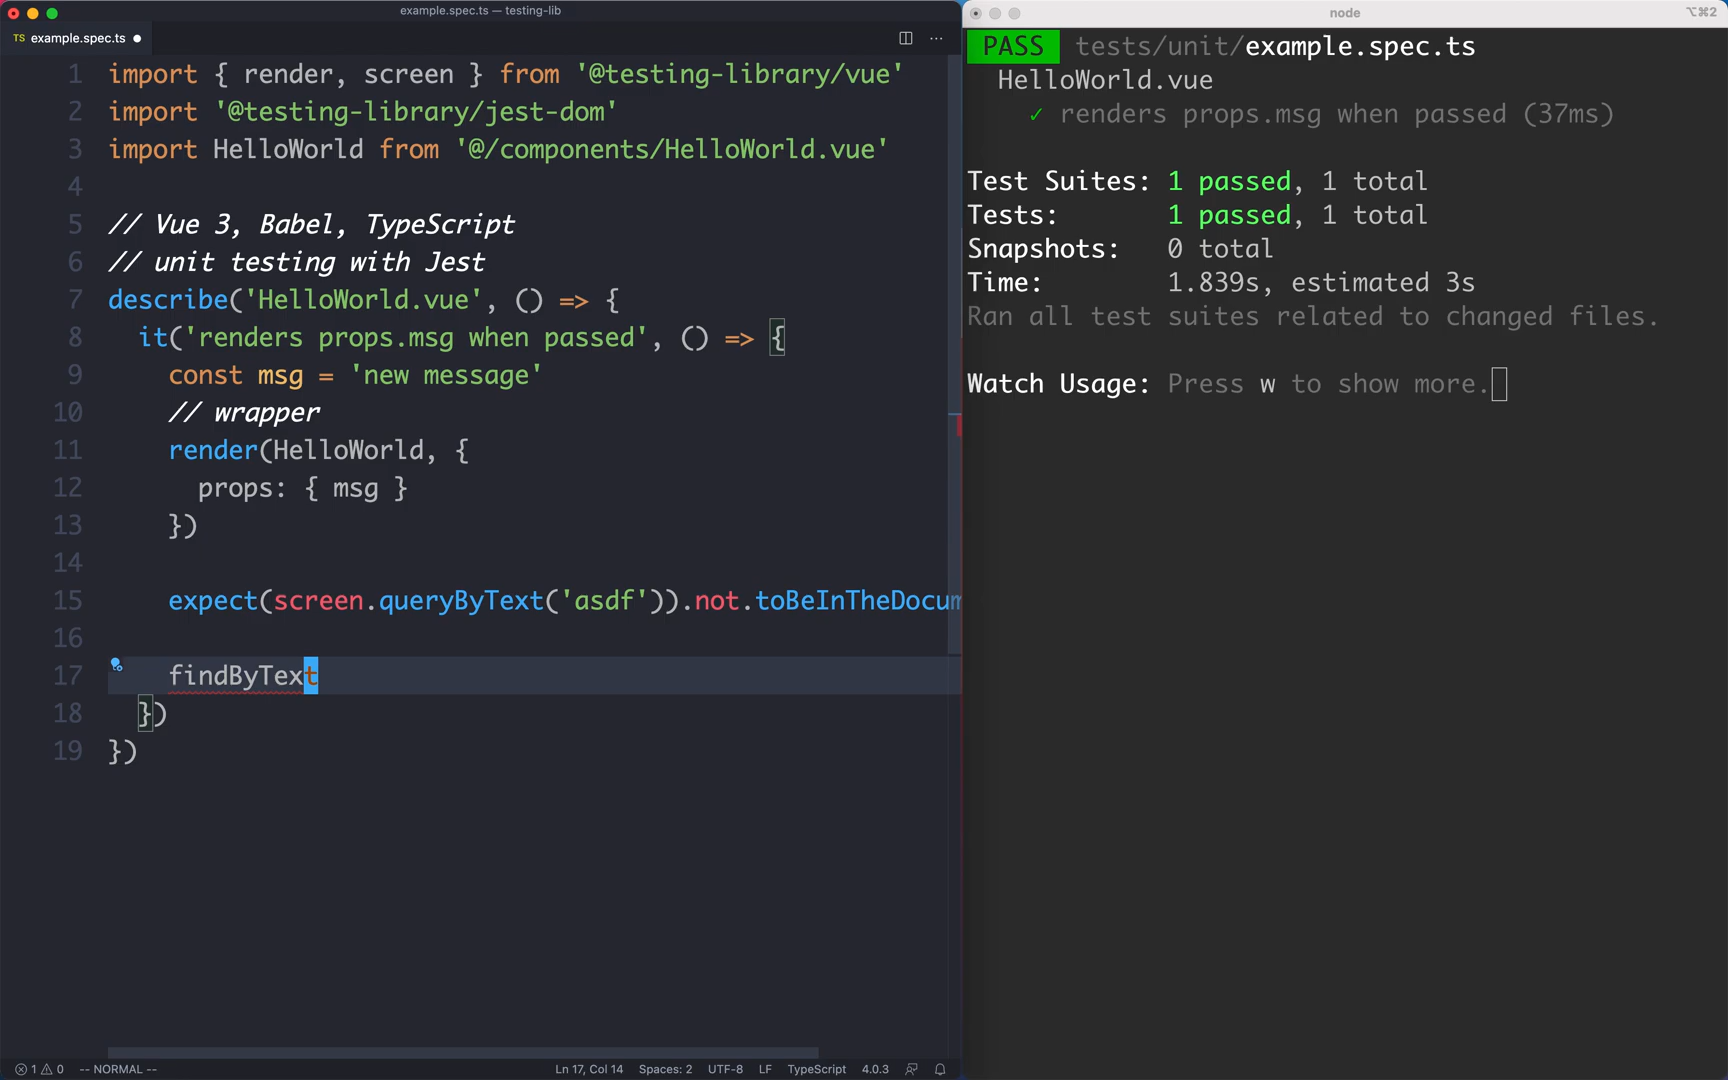 example.spec.ts — testing-lib
TS example.spec.ts
1 import { render, screen } from '@testing-library/vue'
2 import '@testing-library/jest-dom'
3 import HelloWorld from '@/components/HelloWorld.vue'
4
5 // Vue 3, Babel, TypeScript
6 // unit testing with Jest
7 describe('HelloWorld.vue', () => {
8 it('renders props.msg when passed', () => {
9 const msg = 'new message'
10 // wrapper
11 render(HelloWorld, {
12 props: { msg }
13 })
14
15 expect(screen.queryByText('asdf')).not.toBeInTheDocum
16
17 findByText
18 })
19 })
1 0 -- NORMAL -- Ln 17, Col 14 Spaces: 2 UTF-8 LF TypeScript 4.0.3
node ⌥⌘2
PASS tests/unit/example.spec.ts
HelloWorld.vue
✓ renders props.msg when passed (37ms)
Test Suites: 1 passed, 1 total
Tests: 1 passed, 1 total
Snapshots: 0 total
Time: 1.839s, estimated 3s
Ran all test suites related to changed files.
Watch Usage: Press w to show more.